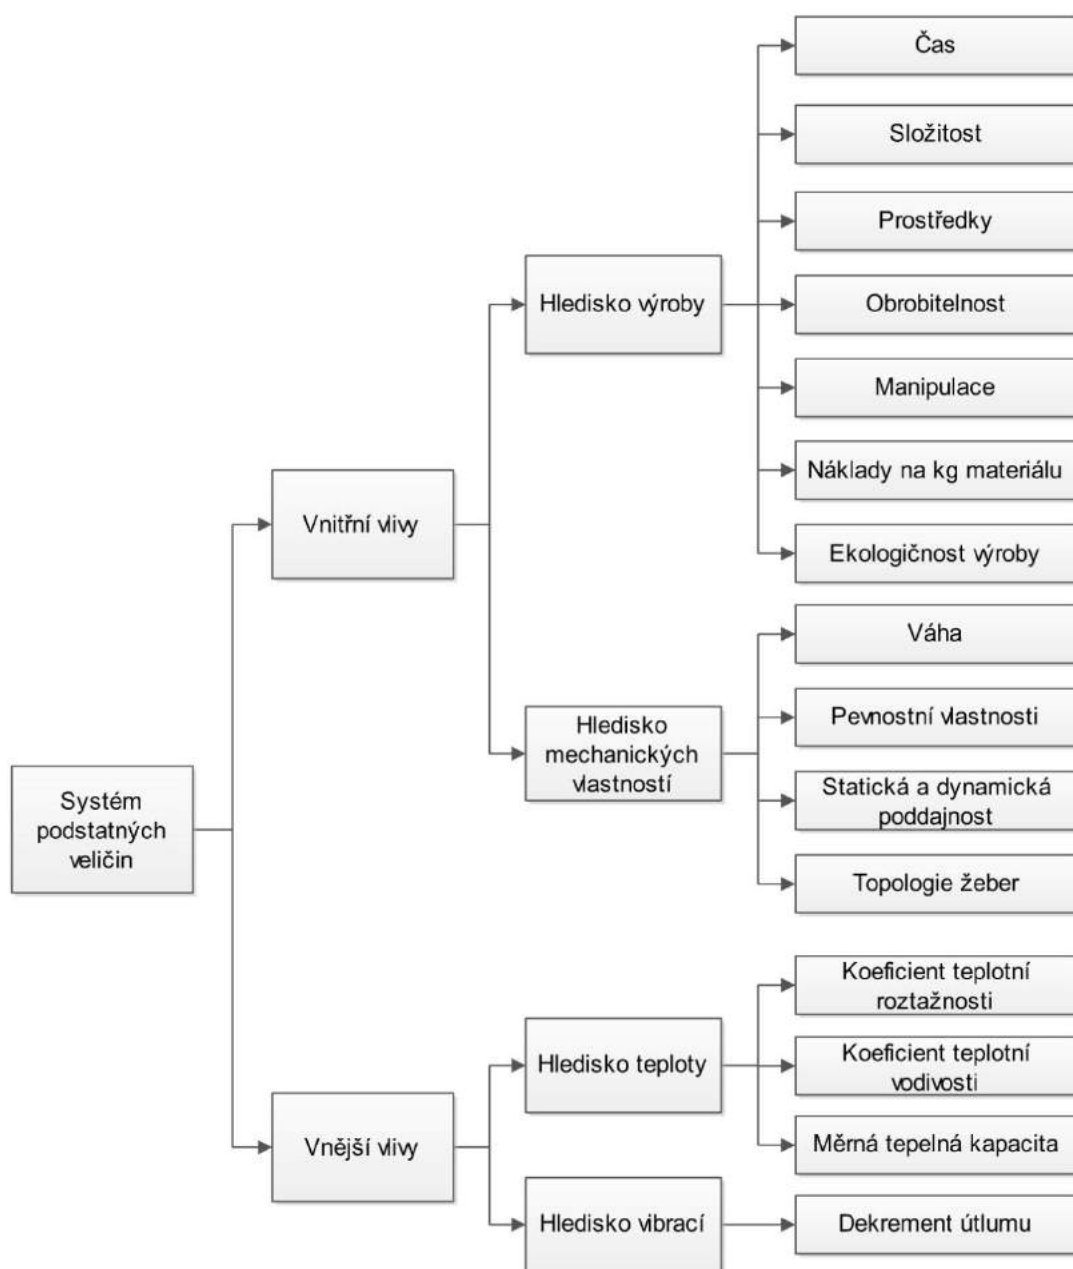 Čas
Složitost
Prostředky
Hledisko výroby
Obrobitelnost
Manipulace
Náklady na kg materiálu
Vnitřní vlivy
Ekologičnost výroby
Váha
Hledisko
mechanických
vlastností
Pevnostní vlastnosti
Statická a dynamická
poddajnost
Systém
podstatných
veličin
Topologie žeber
Koeficient teplotní
roztažnosti
Hledisko teploty
Koeficient teplotní
vodivosti
Vnější vlivy
Měrná tepelná kapacita
Hledisko vibrací
Dekrement útlumu